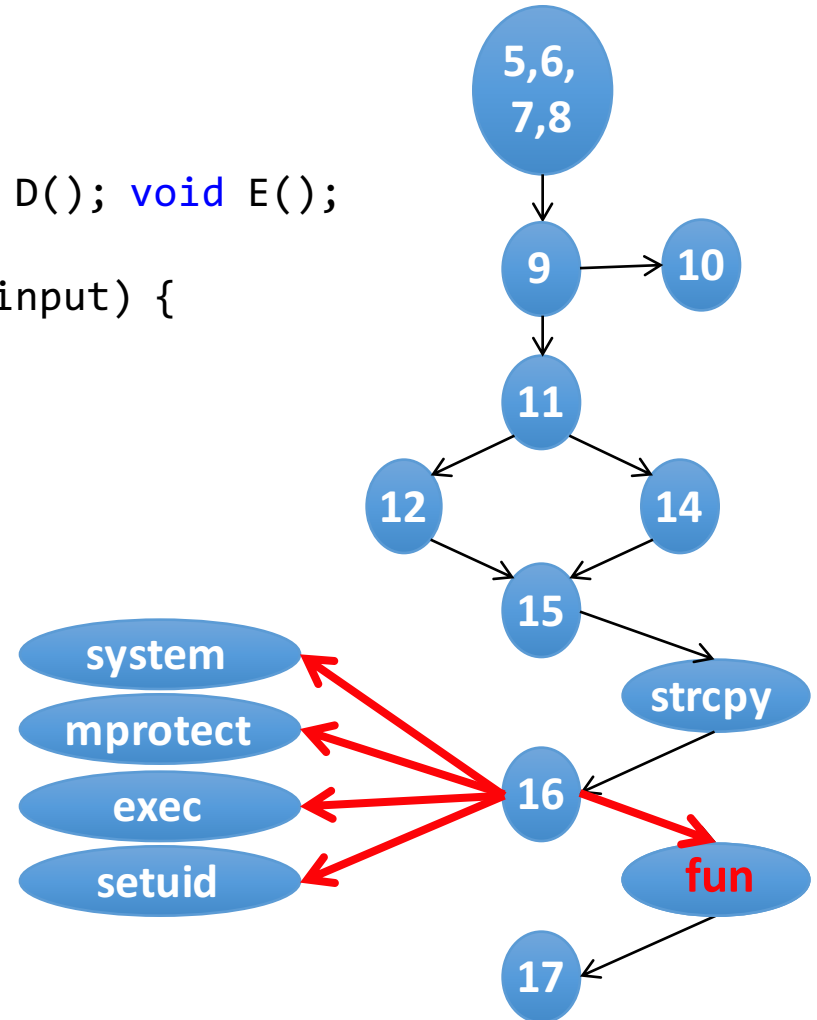 5,6,
7,8
D(); void E();
9
10
input) {
11
12
14
15
system
strcpy
mprotect
16
exec
fun
setuid
17